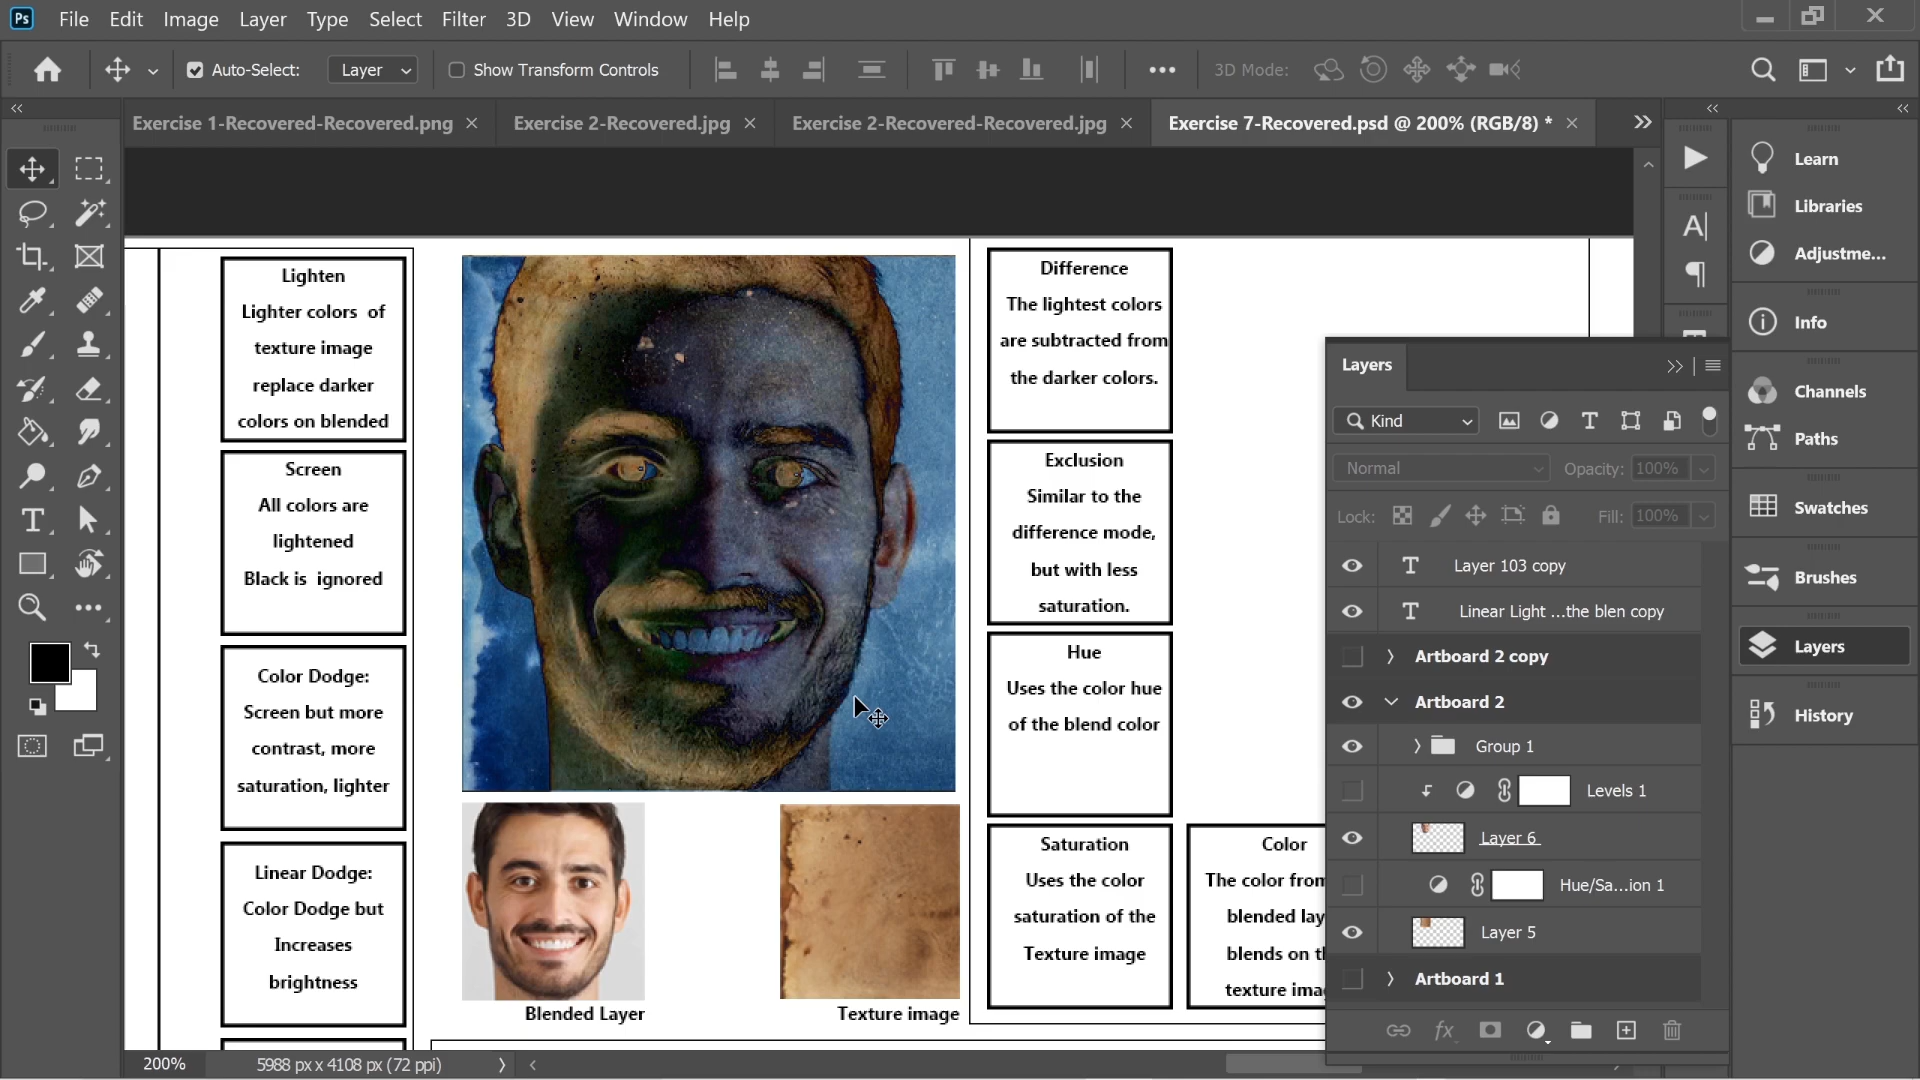 Ps File Edit Image Layer Type Select Filter 3D View Window Help
Auto-Select: Layer Show Transform Controls 3D Mode:
Exercise 1-Recovered-Recovered.png Exercise 2-Recovered.jpg Exercise 2-Recovered-Recovered.jpg Exercise 7-Recovered.psd @ 200% (RGB/8) *
Lighten
Lighter colors of
texture image
replace darker
colors on blended
Screen
All colors are
lightened
Black is ignored
Color Dodge:
Screen but more
contrast, more
saturation, lighter
Linear Dodge:
Color Dodge but
Increases
brightness
Blended Layer
Texture image
Difference
The lightest colors
are subtracted from
the darker colors.
Exclusion
Similar to the
difference mode,
but with less
saturation.
Hue
Uses the color hue
of the blend color
Saturation
Uses the color
saturation of the
Texture image
Color
The color from
blended lay
blends on th
texture ima
Layers
Kind
Normal Opacity: 100%
Lock: Fill: 100%
Layer 103 copy
Linear Light ...the blen copy
Artboard 2 copy
Artboard 2
Group 1
Levels 1
Layer 6
Hue/Sa...ion 1
Layer 5
Artboard 1
fx
Learn
Libraries
Adjustme...
Info
Channels
Paths
Swatches
Brushes
Layers
History
200% 5988 px x 4108 px (72 ppi)